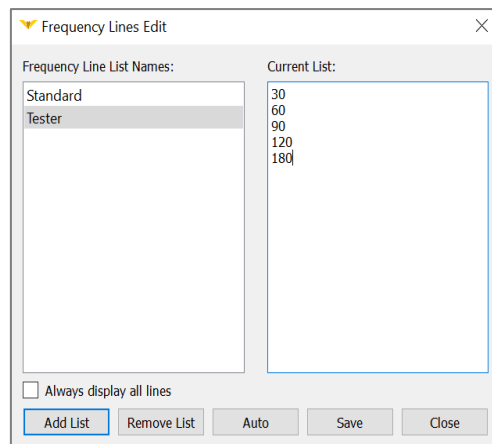 Frequency Lines Edit
Frequency Line List Names:
Standard
Tester
Current List:
30
60
90
120
180
Always display all lines
Add List
Remove List
Auto
Save
Close